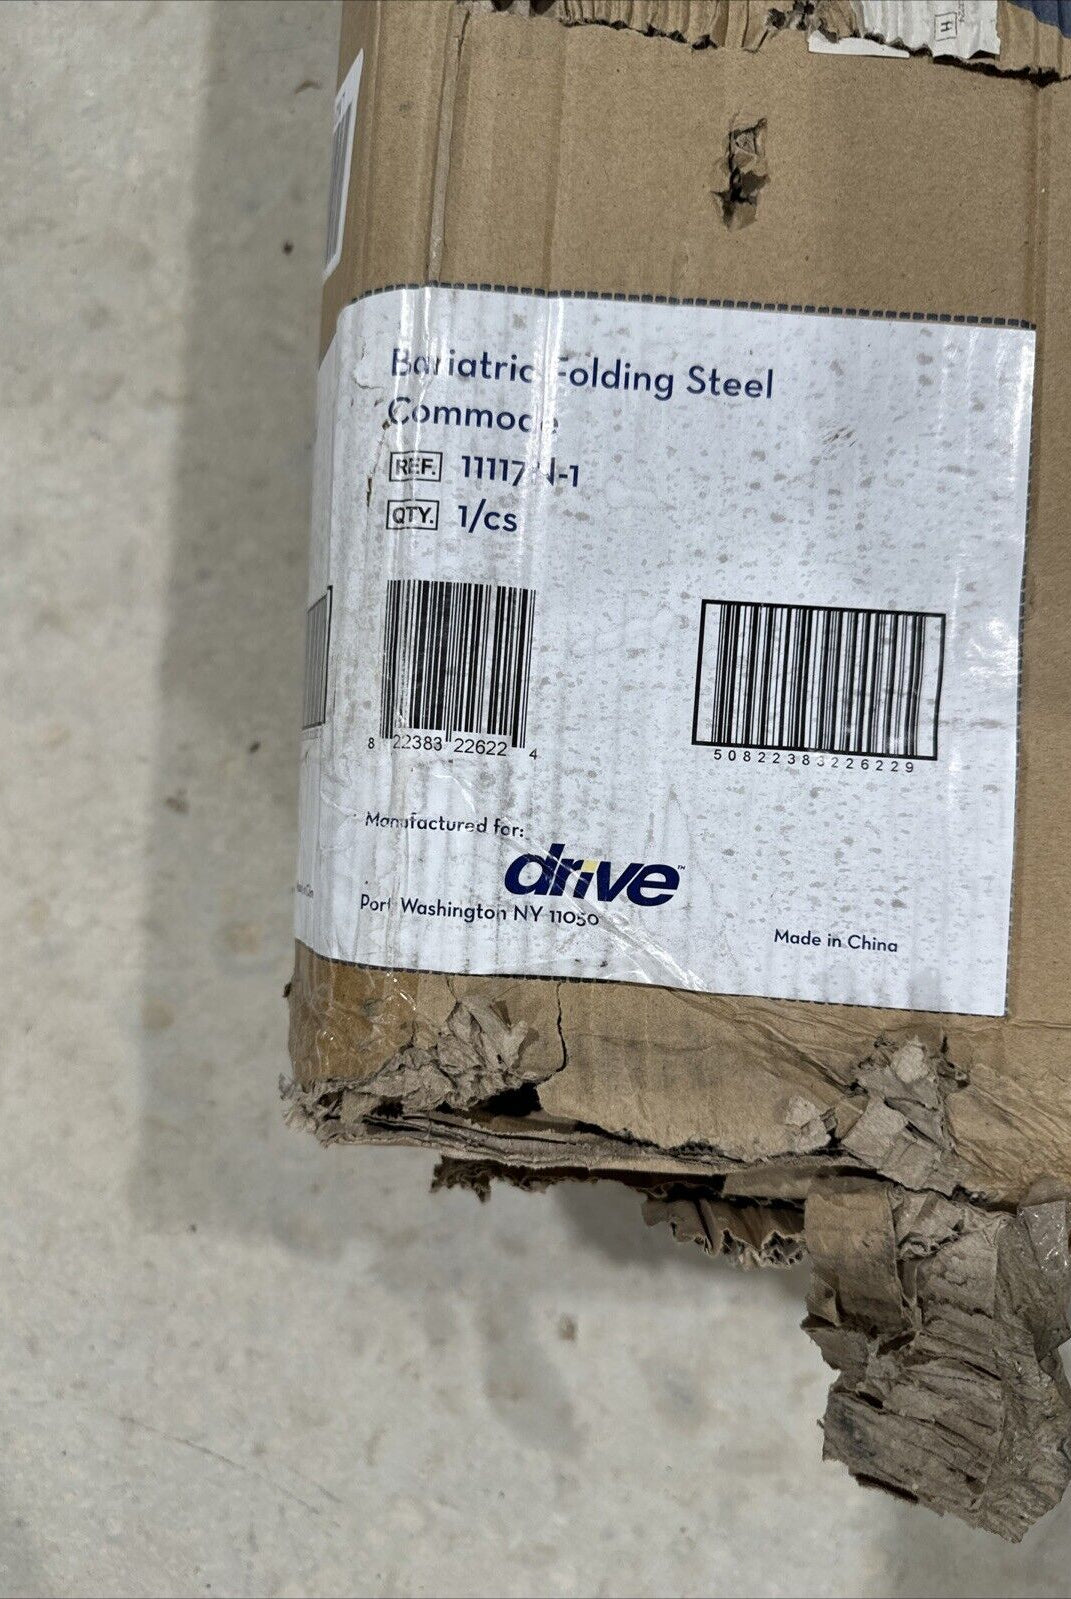 H
Bariatric Folding Steel
Commode
REF. 11117N-1
QTY. 1/cs
8 22383 22622 4
50822383226229
Manufactured for:
drive™
Port Washington NY 11050
Made in China